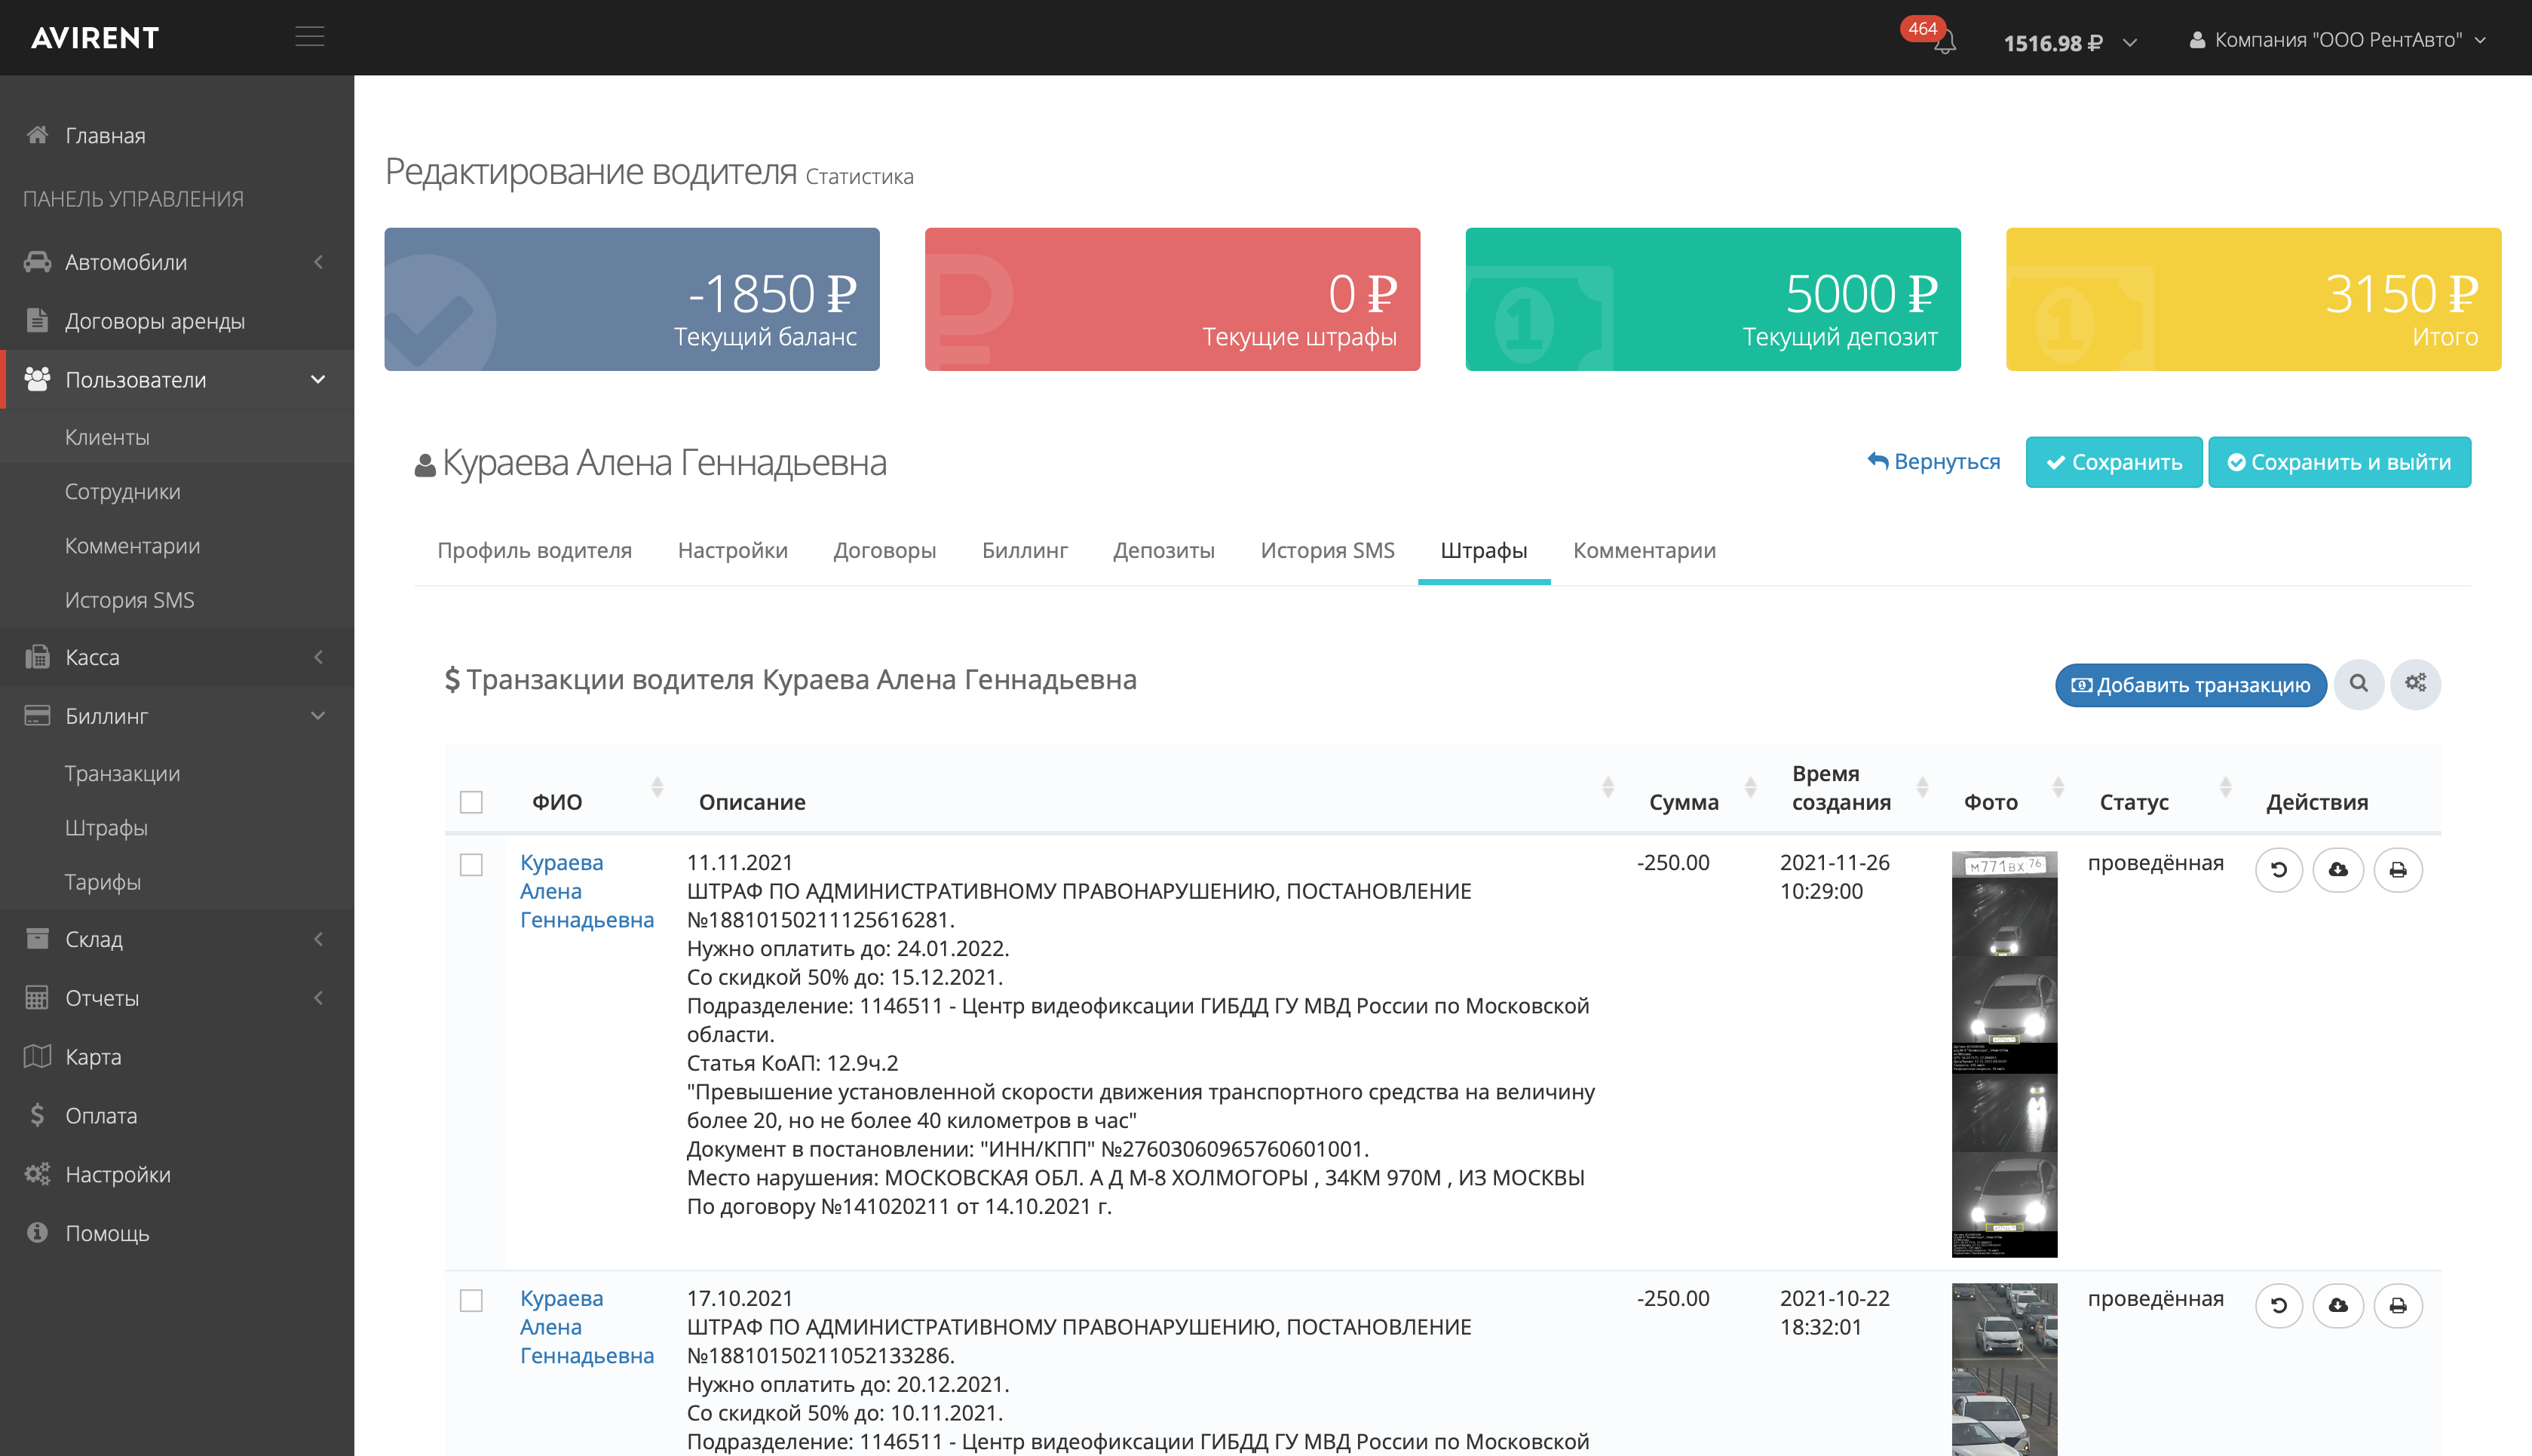 AVIRENT
464
1516.98 ₽
Компания "ООО РентАвто"
Главная
ПАНЕЛЬ УПРАВЛЕНИЯ
Автомобили
Договоры аренды
Пользователи
Клиенты
Сотрудники
Комментарии
История SMS
Касса
Биллинг
Транзакции
Штрафы
Тарифы
Склад
Отчеты
Карта
Оплата
Настройки
Помощь
Редактирование водителя Статистика
-1850 ₽
Текущий баланс
0 ₽
Текущие штрафы
5000 ₽
Текущий депозит
3150 ₽
Итого
Кураева Алена Геннадьевна
Вернуться
Сохранить
Сохранить и выйти
Профиль водителя Настройки Договоры Биллинг Депозиты История SMS Штрафы Комментарии
$ Транзакции водителя Кураева Алена Геннадьевна
Добавить транзакцию
ФИО Описание Сумма Время создания Фото Статус Действия
Кураева
Алена
Геннадьевна
11.11.2021
ШТРАФ ПО АДМИНИСТРАТИВНОМУ ПРАВОНАРУШЕНИЮ, ПОСТАНОВЛЕНИЕ
№18810150211125616281.
Нужно оплатить до: 24.01.2022.
Со скидкой 50% до: 15.12.2021.
Подразделение: 1146511 - Центр видеофиксации ГИБДД ГУ МВД России по Московской
области.
Статья КоАП: 12.9ч.2
"Превышение установленной скорости движения транспортного средства на величину
более 20, но не более 40 километров в час"
Документ в постановлении: "ИНН/КПП" №27603060965760601001.
Место нарушения: МОСКОВСКАЯ ОБЛ. А Д М-8 ХОЛМОГОРЫ , 34КМ 970М , ИЗ МОСКВЫ
По договору №141020211 от 14.10.2021 г.
-250.00
2021-11-26
10:29:00
м771вх 76
проведённая
Кураева
Алена
Геннадьевна
17.10.2021
ШТРАФ ПО АДМИНИСТРАТИВНОМУ ПРАВОНАРУШЕНИЮ, ПОСТАНОВЛЕНИЕ
№18810150211052133286.
Нужно оплатить до: 20.12.2021.
Со скидкой 50% до: 10.11.2021.
Подразделение: 1146511 - Центр видеофиксации ГИБДД ГУ МВД России по Московской
-250.00
2021-10-22
18:32:01
проведённая